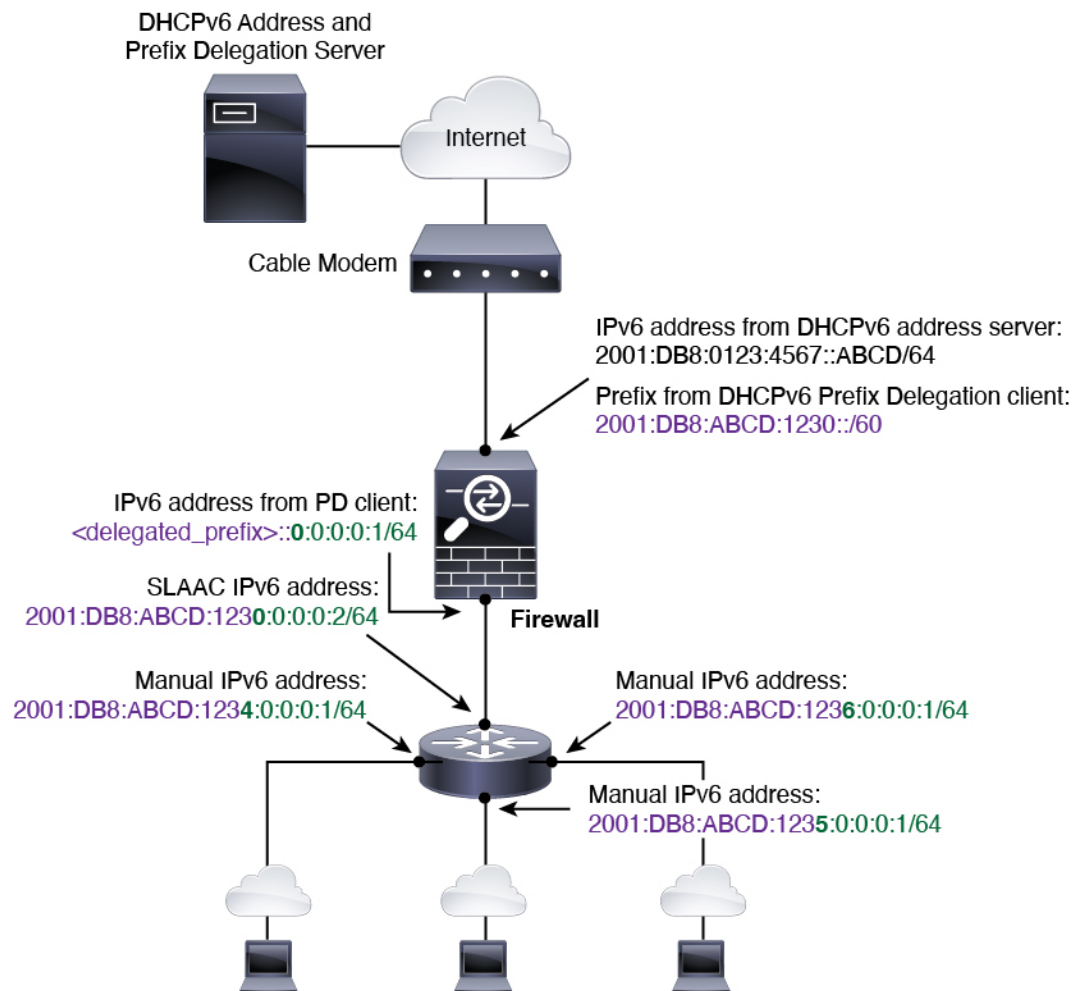 DHCPv6 Address and
Prefix Delegation Server
Internet
Cable Modem
IPv6 address from DHCPv6 address server:
2001:DB8:0123:4567::ABCD/64
Prefix from DHCPv6 Prefix Delegation client:
2001:DB8:ABCD:1230::/60
IPv6 address from PD client:
<delegated_prefix>::0:0:0:0:1/64
SLAAC IPv6 address:
2001:DB8:ABCD:1230:0:0:0:2/64
Firewall
Manual IPv6 address:
2001:DB8:ABCD:1234:0:0:0:1/64
Manual IPv6 address:
2001:DB8:ABCD:1236:0:0:0:1/64
Manual IPv6 address:
2001:DB8:ABCD:1235:0:0:0:1/64